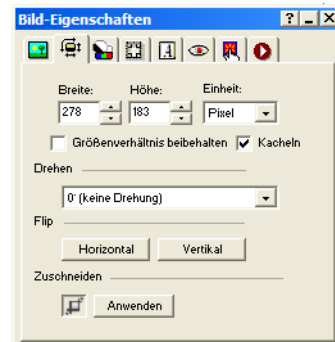 Bild-Eigenschaften
A
Breite: Höhe: Einheit:
278 183 Pixel
Größenverhältnis beibehalten Kacheln
Drehen
0° (keine Drehung)
Flip
Horizontal Vertikal
Zuschneiden
Anwenden